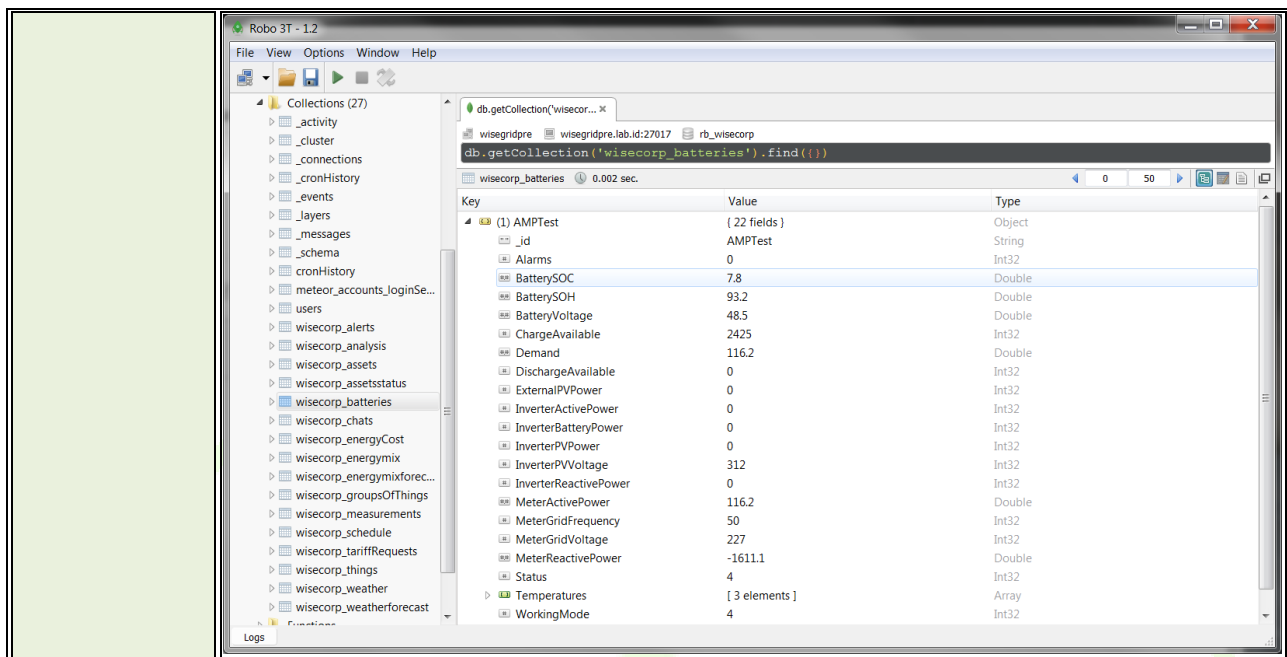 Robo 3T - 1.2
File View Options Window Help
Collections (27)
_activity
_cluster
_connections
_cronHistory
_events
_layers
_messages
_schema
cronHistory
meteor_accounts_loginSe...
users
wisecorp_alerts
wisecorp_analysis
wisecorp_assets
wisecorp_assetsstatus
wisecorp_batteries
wisecorp_chats
wisecorp_energyCost
wisecorp_energymix
wisecorp_energymixforec...
wisecorp_groupsOfThings
wisecorp_measurements
wisecorp_schedule
wisecorp_tariffRequests
wisecorp_things
wisecorp_weather
wisecorp_weatherforecast
Functions
db.getCollection('wisecor...
wisegridpre wisegridpre.lab.id:27017 rb_wisecorp
db.getCollection('wisecorp_batteries').find({})
wisecorp_batteries 0.002 sec. 0 50
Key Value Type
(1) AMPTest { 22 fields } Object
_id AMPTest String
Alarms 0 Int32
BatterySOC 7.8 Double
BatterySOH 93.2 Double
BatteryVoltage 48.5 Double
ChargeAvailable 2425 Int32
Demand 116.2 Double
DischargeAvailable 0 Int32
ExternalPVPower 0 Int32
InverterActivePower 0 Int32
InverterBatteryPower 0 Int32
InverterPVPower 0 Int32
InverterPVVoltage 312 Int32
InverterReactivePower 0 Int32
MeterActivePower 116.2 Double
MeterGridFrequency 50 Int32
MeterGridVoltage 227 Int32
MeterReactivePower -1611.1 Double
Status 4 Int32
Temperatures [ 3 elements ] Array
WorkingMode 4 Int32
Logs